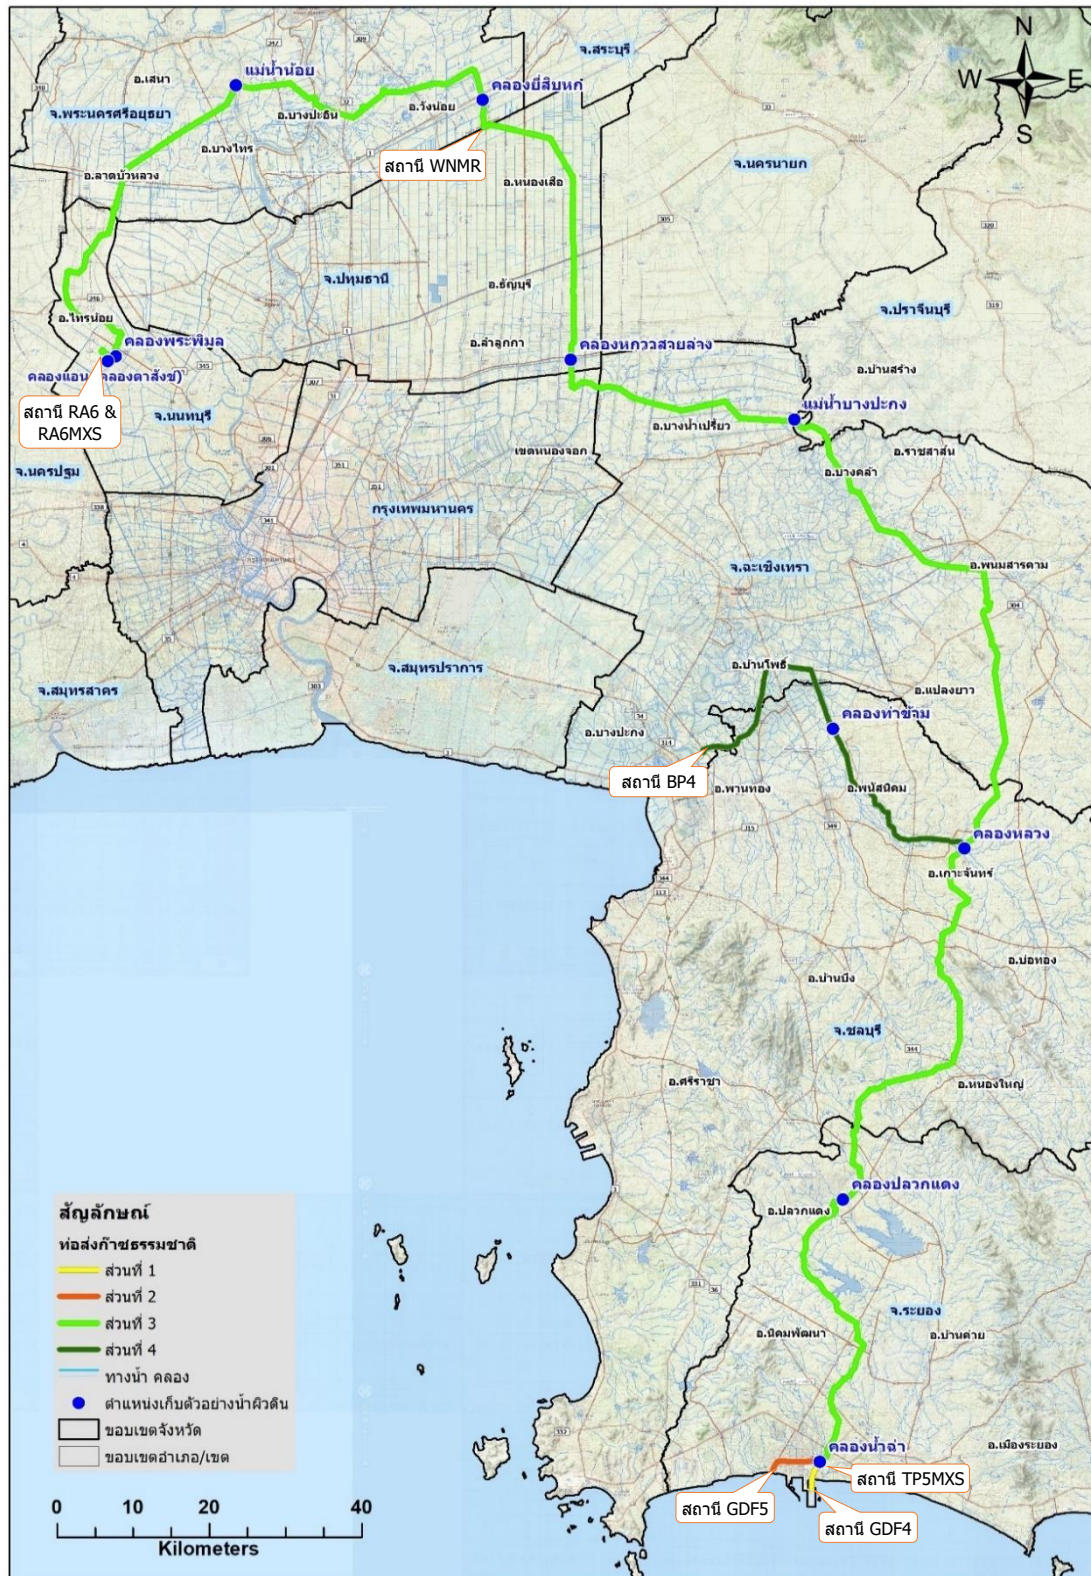 N
W
E
S
จ.สระบุรี
แม่น้ำน้อย
อ.เสนา
คลองยี่สิบหก
อ.วังน้อย
จ.พระนครศรีอยุธยา
อ.บางปะอิน
อ.บางไทร
สถานี WNMR
จ.นครนายก
อ.ลาดบัวหลวง
อ.หนองเสือ
305
จ.ปทุมธานี
อ.ธัญบุรี
346
319
จ.ปราจีนบุรี
อ.ไทรน้อย
คลองพระพิมล
อ.ลำลูกกา
คลองหกวาสายล่าง
345
อ.บ้านสร้าง
307
สถานี RA6 &
RA6MXS
จ.นนทบุรี
แม่น้ำบางปะกง
อ.บางน้ำเปรี้ยว
เขตหนองจอก
อ.ราชสาส์น
จ.นครปฐม
อ.บางคล้า
351
กรุงเทพมหานคร
341
จ.ฉะเชิงเทรา
อ.พนมสารคาม
304
35
จ.สมุทรปราการ
อ.บ้านโพธิ์
จ.สมุทรสาคร
303
อ.แปลงยาว
คลองท่าข้าม
34
อ.บางปะกง
314
สถานี BP4
อ.พานทอง
อ.พนัสนิคม
315
349
คลองหลวง
อ.เกาะจันทร์
344
อ.บ่อทอง
อ.บ้านบึง
จ.ชลบุรี
344
อ.ศรีราชา
อ.หนองใหญ่
คลองปลวกแดง
อ.ปลวกแดง
331
36
จ.ระยอง
อ.นิคมพัฒนา
อ.บ้านค่าย
332
คลองน้ำฉ่า
อ.เมืองระยอง
สถานี TP5MXS
สถานี GDF5
สถานี GDF4
สัญลักษณ์
ท่อส่งก๊าซธรรมชาติ
ส่วนที่ 1
ส่วนที่ 2
ส่วนที่ 3
ส่วนที่ 4
ทางน้ำ คลอง
ตำแหน่งเก็บตัวอย่างน้ำผิวดิน
ขอบเขตจังหวัด
ขอบเขตอำเภอ/เขต
0 10 20 40
Kilometers